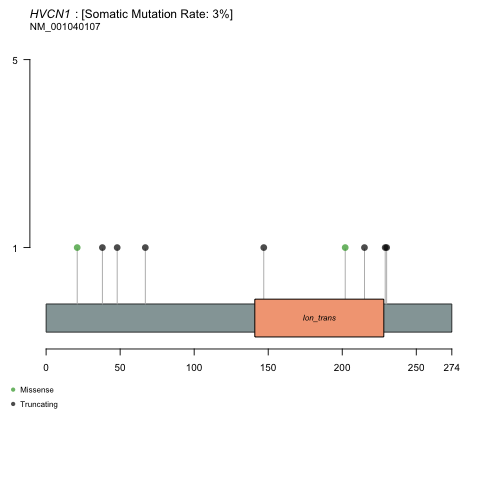 HVCN1 : [Somatic Mutation Rate: 3%]
NM_001040107
5
1
Ion_trans
0 50 100 150 200 250 274
Missense
Truncating